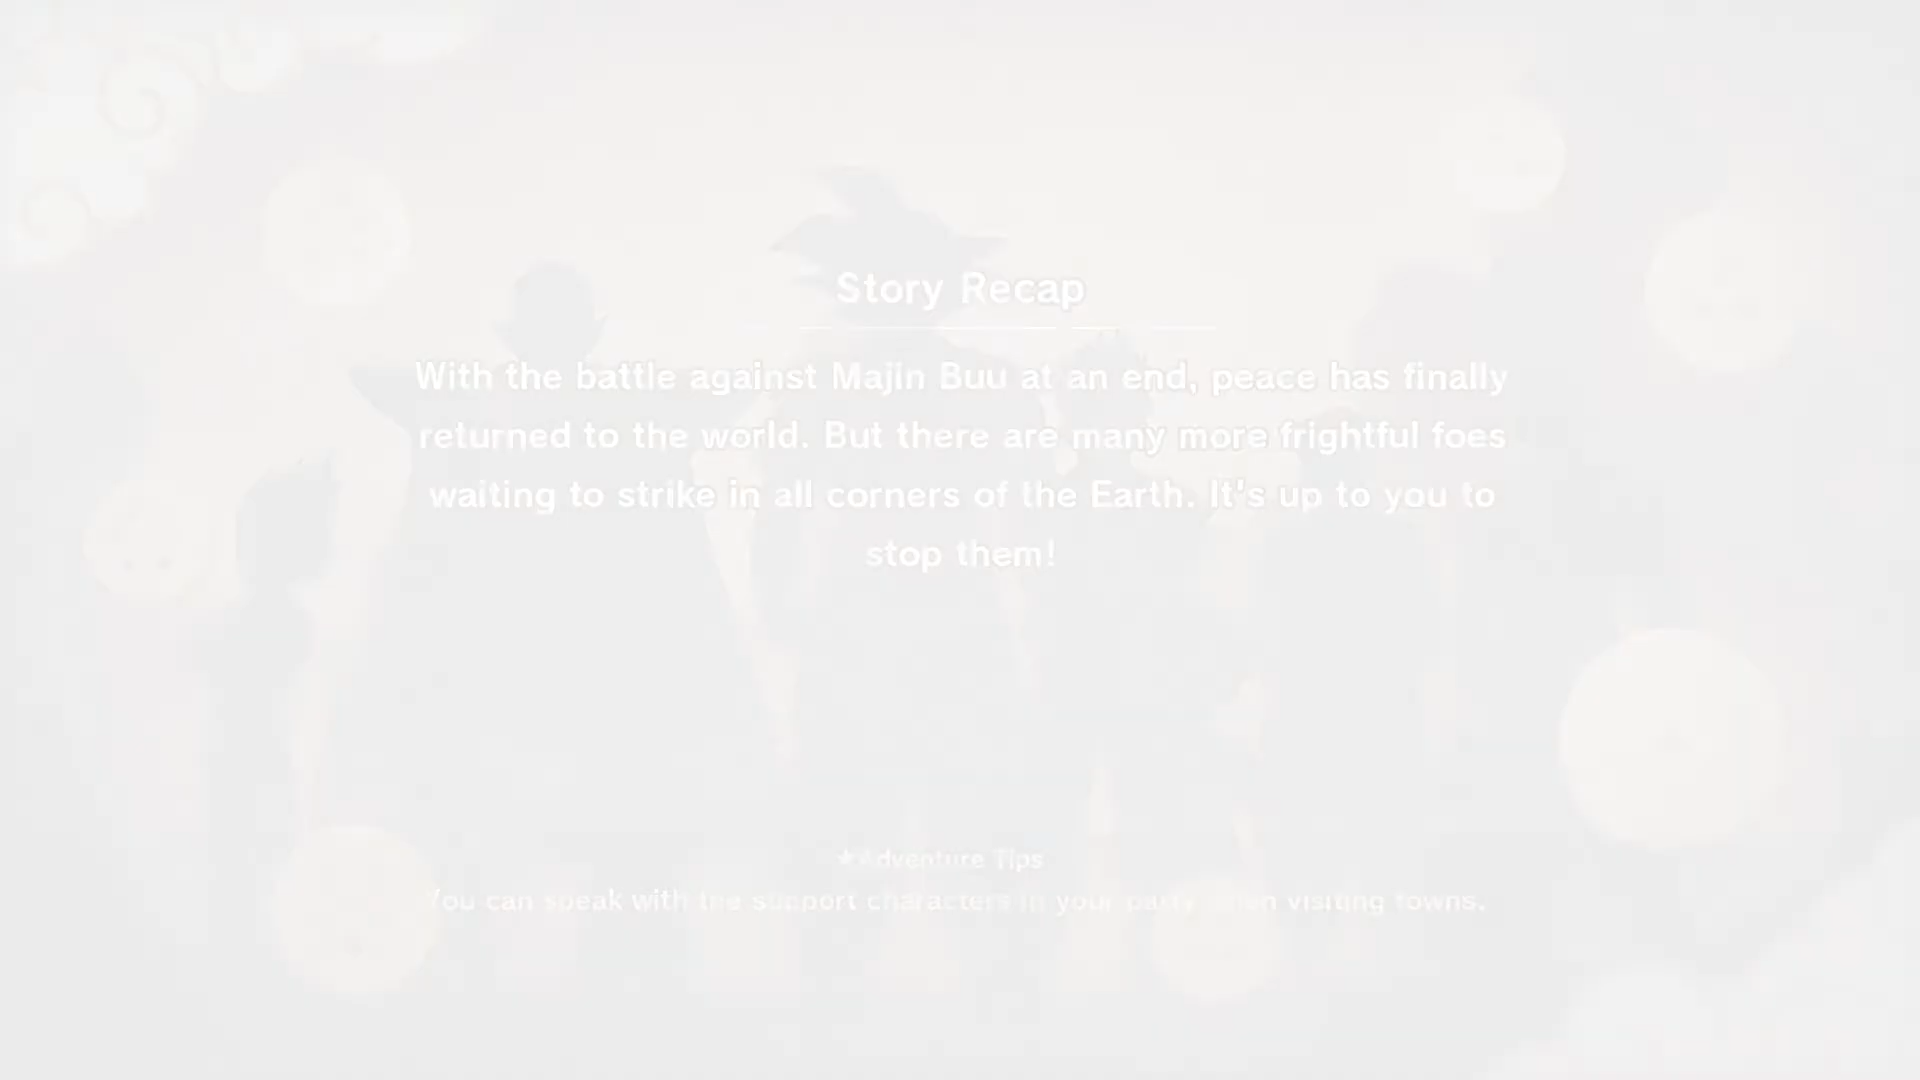 Story Recap
With the battle against Majin Buu at an end, peace has finally
returned to the world. But there are many more frightful foes
waiting to strike in all corners of the Earth. It's up to you to
stop them!
★Adventure Tips
You can speak with the support characters in your party when visiting towns.